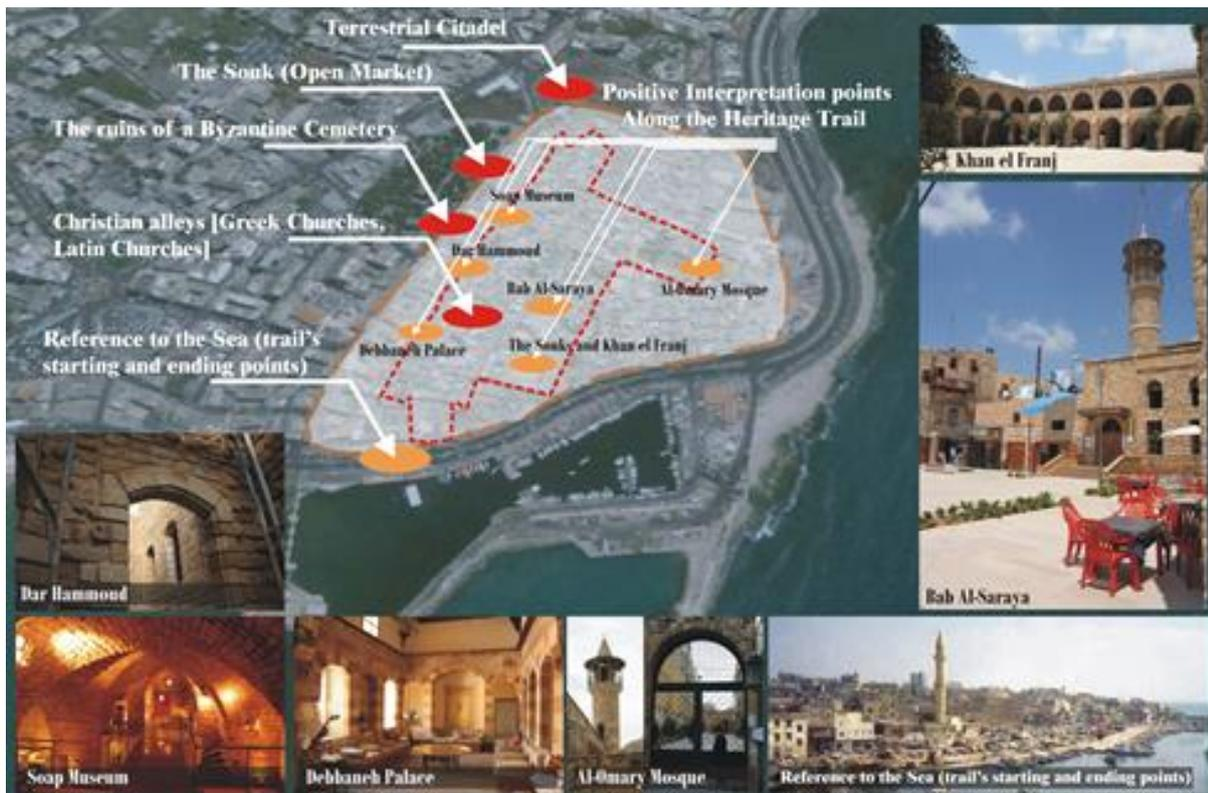 Terrestrial Citadel
The Souk (Open Market)
Positive Interpretation points
Along the Heritage Trail
The ruins of a Byzantine Cemetery
Christian alleys [Greek Churches,
Latin Churches]
Reference to the Sea (trail's
starting and ending points)
Soap Museum
Dar Hammoud
Bab Al-Saraya
Al-Omary Mosque
Debbaneh Palace
The Souks and Khan el Franj
Khan el Franj
Bab Al-Saraya
Dar Hammoud
Soap Museum
Debbaneh Palace
Al-Omary Mosque
Reference to the Sea (trail's starting and ending points)